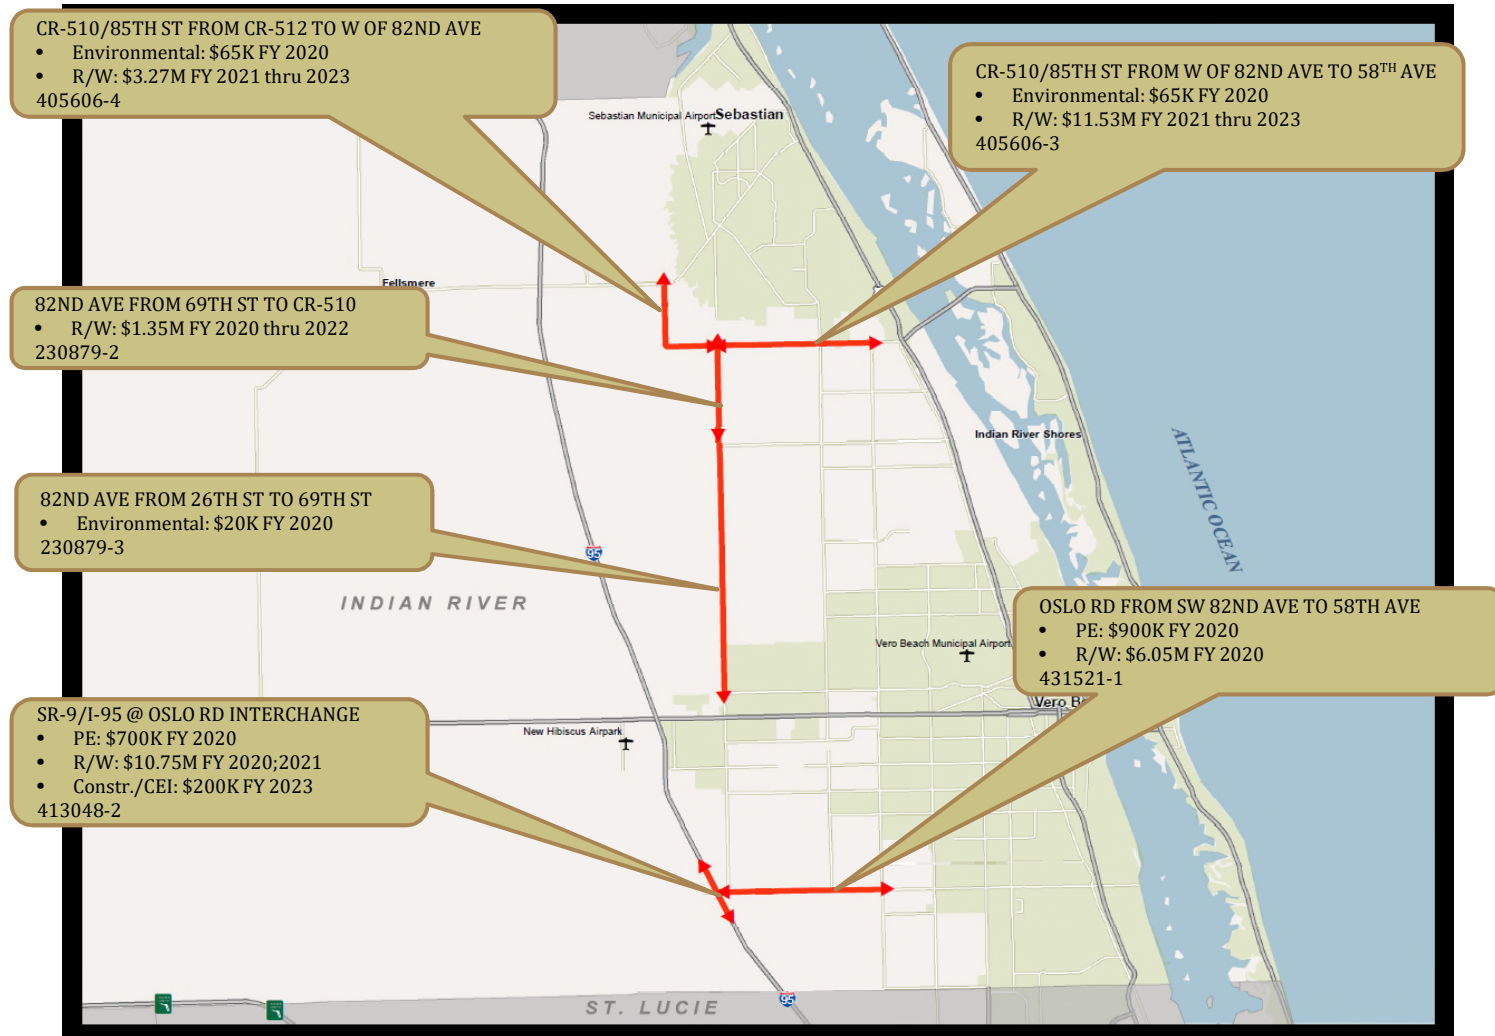 CR-510/85TH ST FROM CR-512 TO W OF 82ND AVE
• Environmental: $65K FY 2020
• R/W: $3.27M FY 2021 thru 2023
405606-4
CR-510/85TH ST FROM W OF 82ND AVE TO 58TH AVE
• Environmental: $65K FY 2020
• R/W: $11.53M FY 2021 thru 2023
405606-3
Sebastian Municipal Airport
Sebastian
Fellsmere
82ND AVE FROM 69TH ST TO CR-510
• R/W: $1.35M FY 2020 thru 2022
230879-2
Indian River Shores
ATLANTIC OCEAN
82ND AVE FROM 26TH ST TO 69TH ST
• Environmental: $20K FY 2020
230879-3
95
INDIAN RIVER
OSLO RD FROM SW 82ND AVE TO 58TH AVE
• PE: $900K FY 2020
• R/W: $6.05M FY 2020
431521-1
Vero Beach Municipal Airport
Vero B
SR-9/I-95 @ OSLO RD INTERCHANGE
• PE: $700K FY 2020
• R/W: $10.75M FY 2020;2021
• Constr./CEI: $200K FY 2023
413048-2
New Hibiscus Airpark
95
ST. LUCIE